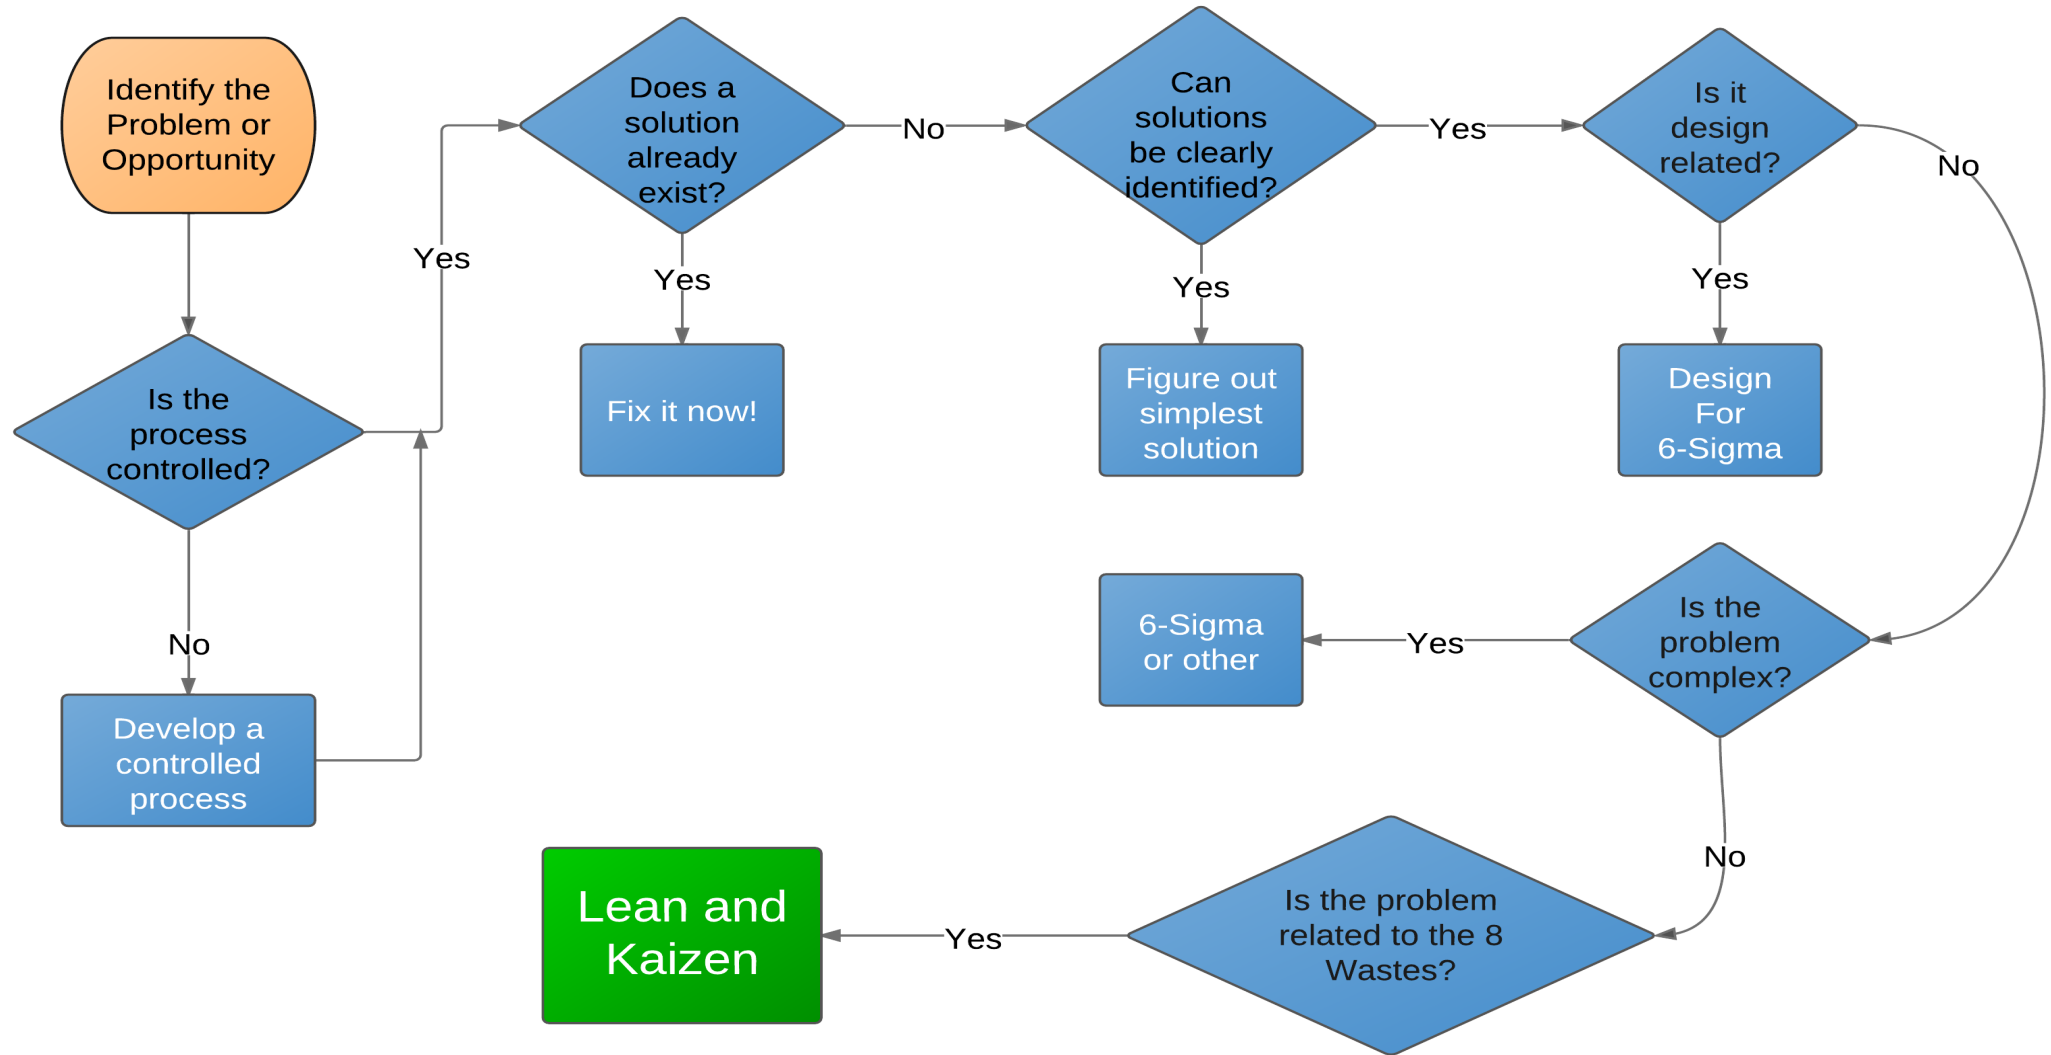 Identify the
Problem or
Opportunity
Is the
process
controlled?
No
Develop a
controlled
process
Yes
Does a
solution
already
exist?
Yes
Fix it now!
No
Can
solutions
be clearly
identified?
Yes
Figure out
simplest
solution
Yes
Is it
design
related?
Yes
Design
For
6-Sigma
No
Is the
problem
complex?
Yes
6-Sigma
or other
No
Is the problem
related to the 8
Wastes?
Yes
Lean and
Kaizen